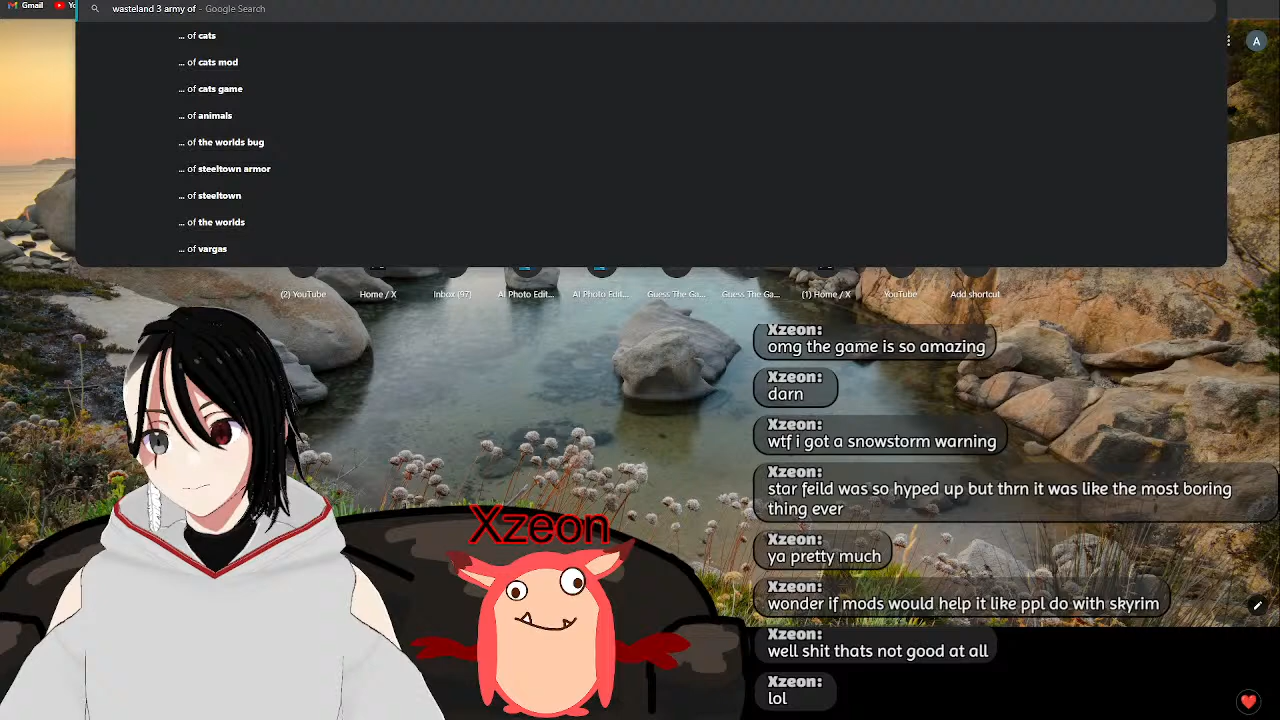 Gmail
wasteland 3 army of - Google Search
... of cats
... of cats mod
... of cats game
... of animals
... of the worlds bug
... of steeltown armor
... of steeltown
... of the worlds
... of vargas
A
(2) YouTube
Home / X
Inbox (97)
AI Photo Edit...
AI Photo Edit...
Guess The Ga...
Guess The Ga...
(1) Home / X
YouTube
Add shortcut
Xzeon:
omg the game is so amazing
Xzeon:
darn
Xzeon:
wtf i got a snowstorm warning
Xzeon:
star feild was so hyped up but thrn it was like the most boring
thing ever
Xzeon:
ya pretty much
Xzeon:
wonder if mods would help it like ppl do with skyrim
Xzeon:
well shit thats not good at all
Xzeon:
lol
Xzeon